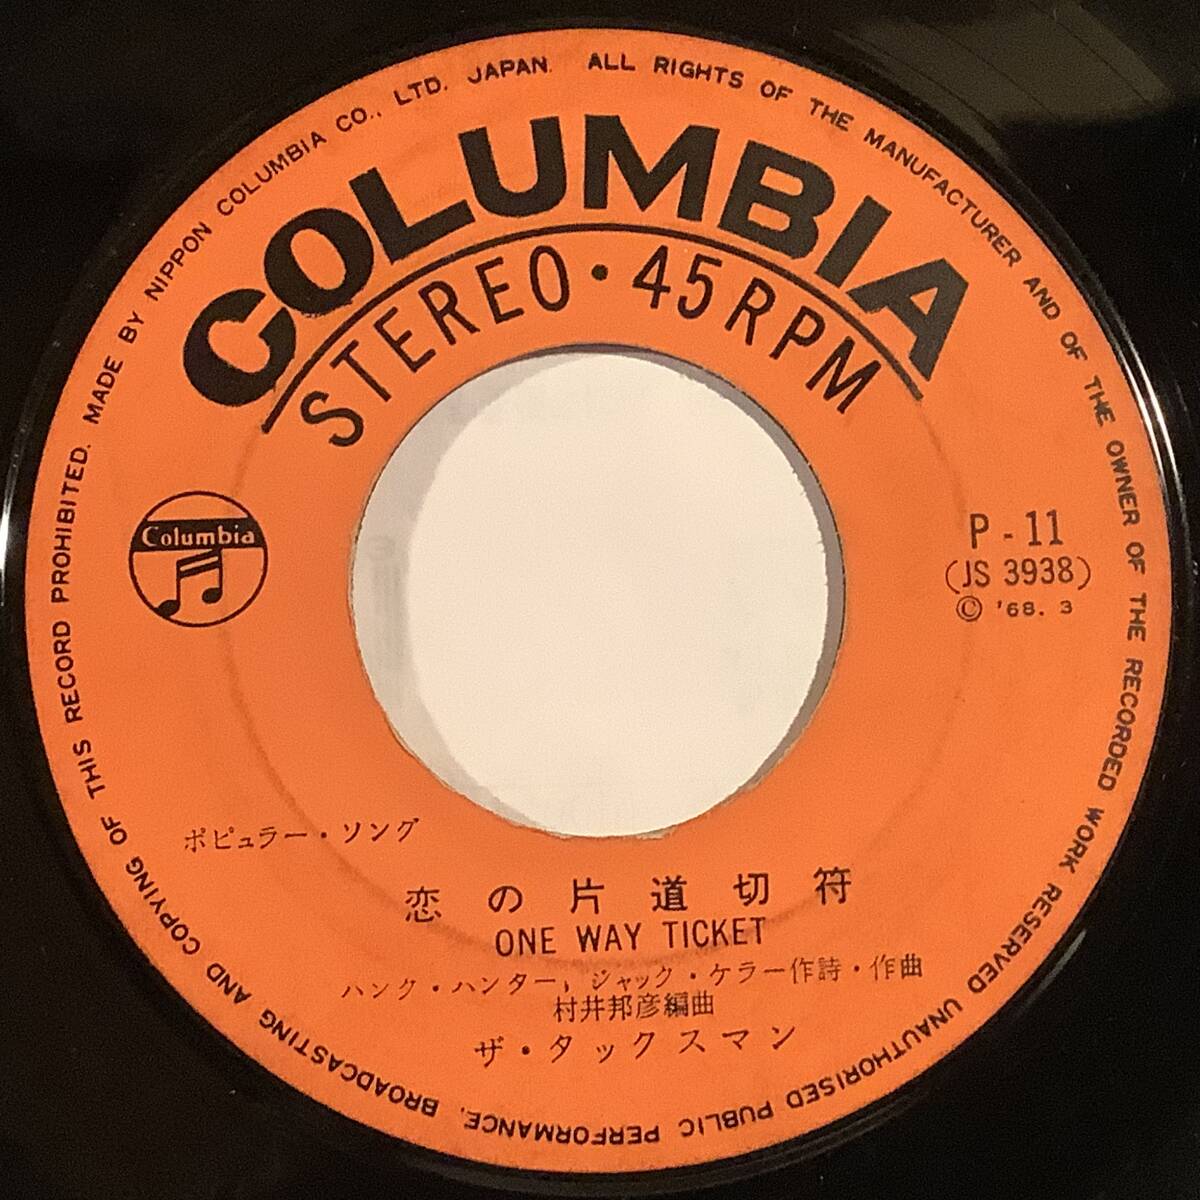 MADE BY NIPPON COLUMBIA CO., LTD. JAPAN. ALL RIGHTS OF THE MANUFACTURER AND OF THE OWNER OF THE RECORDED WORK RESERVED UNAUTHORISED PUBLIC PERFORMANCE, BROADCASTING AND COPYING OF THIS RECORD PROHIBITED.
COLUMBIA
STEREO・45RPM
Columbia
P-11
(JS 3938)
© '68. 3
ポピュラー・ソング
恋の片道切符
ONE WAY TICKET
ハンク・ハンター, ジャック・ケラー作詩・作曲
村井邦彦編曲
ザ・タックスマン